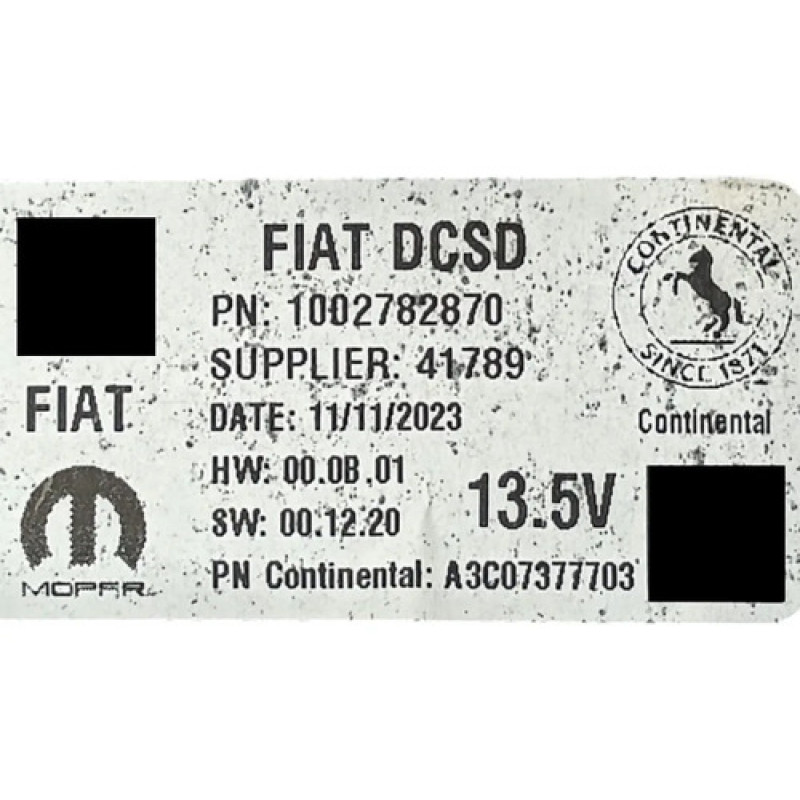 FIAT DCSD
PN: 1002782870
SUPPLIER: 41789
DATE: 11/11/2023
HW: 00.0B.01
SW: 00.12.20
13.5V
PN Continental: A3C07377703
FIAT
MOPAR
CONTINENTAL
SINCE 1871
Continental